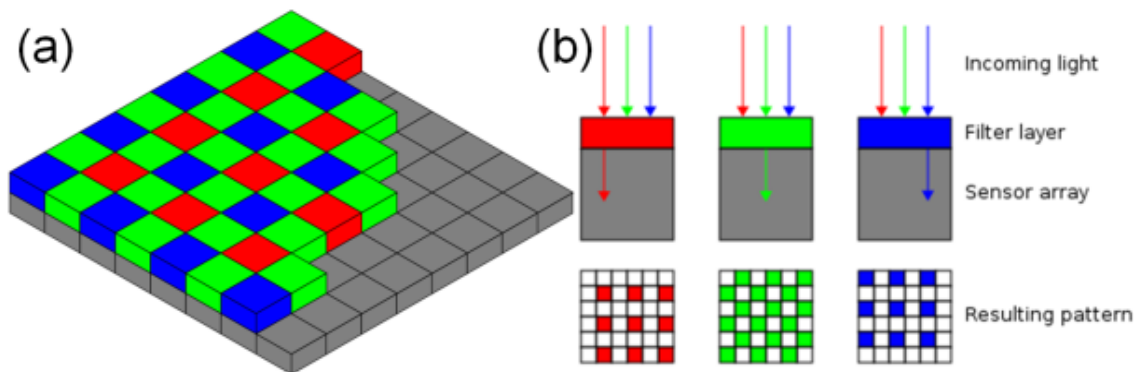 (a)
(b)
Incoming light
Filter layer
Sensor array
Resulting pattern